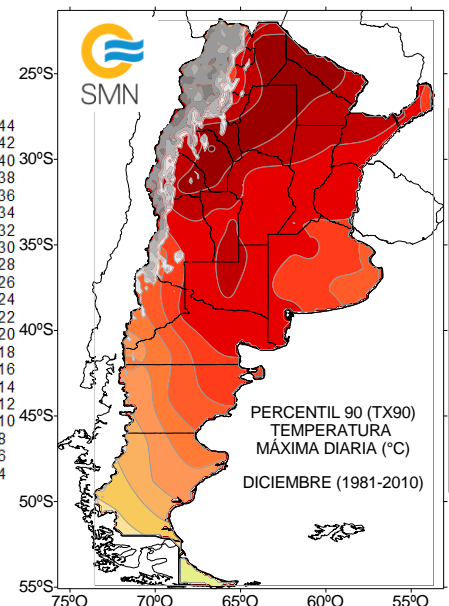 SMN
25ºS
30ºS
35ºS
40ºS
45ºS
50ºS
55ºS
44
42
40
38
36
34
32
30
28
26
24
22
20
18
16
14
12
10
8
6
4
PERCENTIL 90 (TX90)
TEMPERATURA
MÁXIMA DIARIA (°C)
DICIEMBRE (1981-2010)
75ºO
70ºO
65ºO
60ºO
55ºO